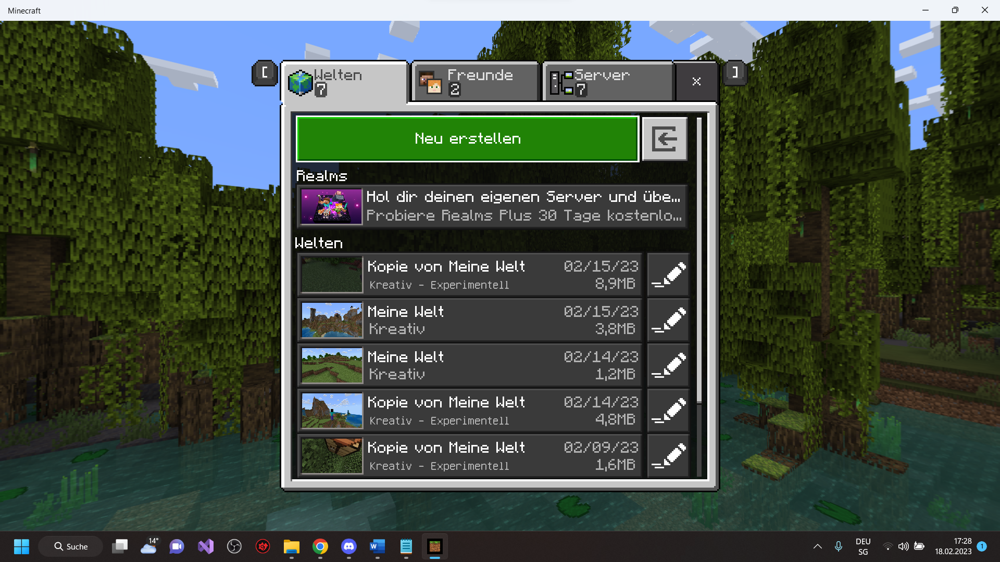 Minecraft
[
Welten
7
Freunde
2
Server
7
]
Neu erstellen
Realms
Hol dir deinen eigenen Server und übe...
Probiere Realms Plus 30 Tage kostenlo...
Welten
Kopie von Meine Welt 02/15/23
Kreativ - Experimentell 8,9MB
Meine Welt 02/15/23
Kreativ 3,8MB
Meine Welt 02/14/23
Kreativ 1,2MB
Kopie von Meine Welt 02/14/23
Kreativ - Experimentell 4,8MB
Kopie von Meine Welt 02/09/23
Kreativ - Experimentell 1,6MB
Suche
14°
DEU
SG
17:28
18.02.2023
1